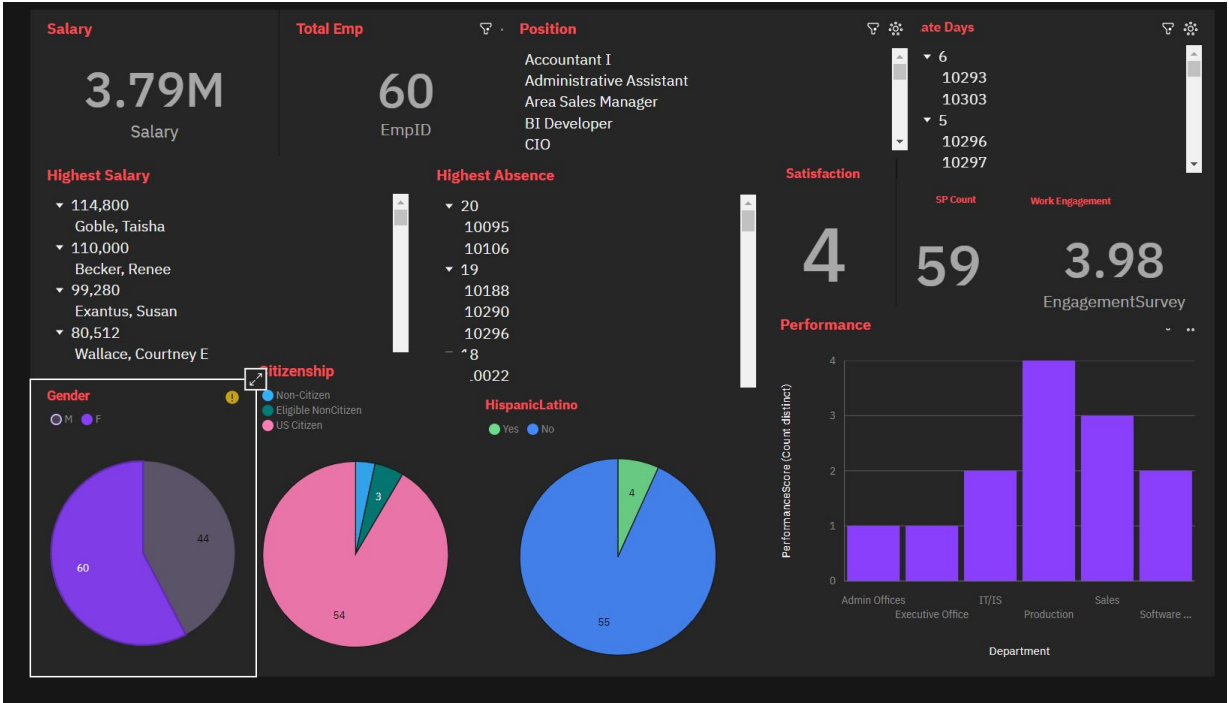 Salary
3.79M
Salary
Total Emp
60
EmpID
Position
Accountant I
Administrative Assistant
Area Sales Manager
BI Developer
CIO
ate Days
6
10293
10303
5
10296
10297
Highest Salary
114,800
Goble, Taisha
110,000
Becker, Renee
99,280
Exantus, Susan
80,512
Wallace, Courtney E
Highest Absence
20
10095
10106
19
10188
10290
10296
8
.0022
Satisfaction
4
SP Count
59
Work Engagement
3.98
EngagementSurvey
Gender
M F
44
60
itizenship
Non-Citizen
Eligible NonCitizen
US Citizen
3
54
HispanicLatino
Yes No
4
55
Performance
PerformanceScore (Count distinct)
4
3
2
1
0
Admin Offices
Executive Office
IT/IS
Production
Sales
Software ...
Department